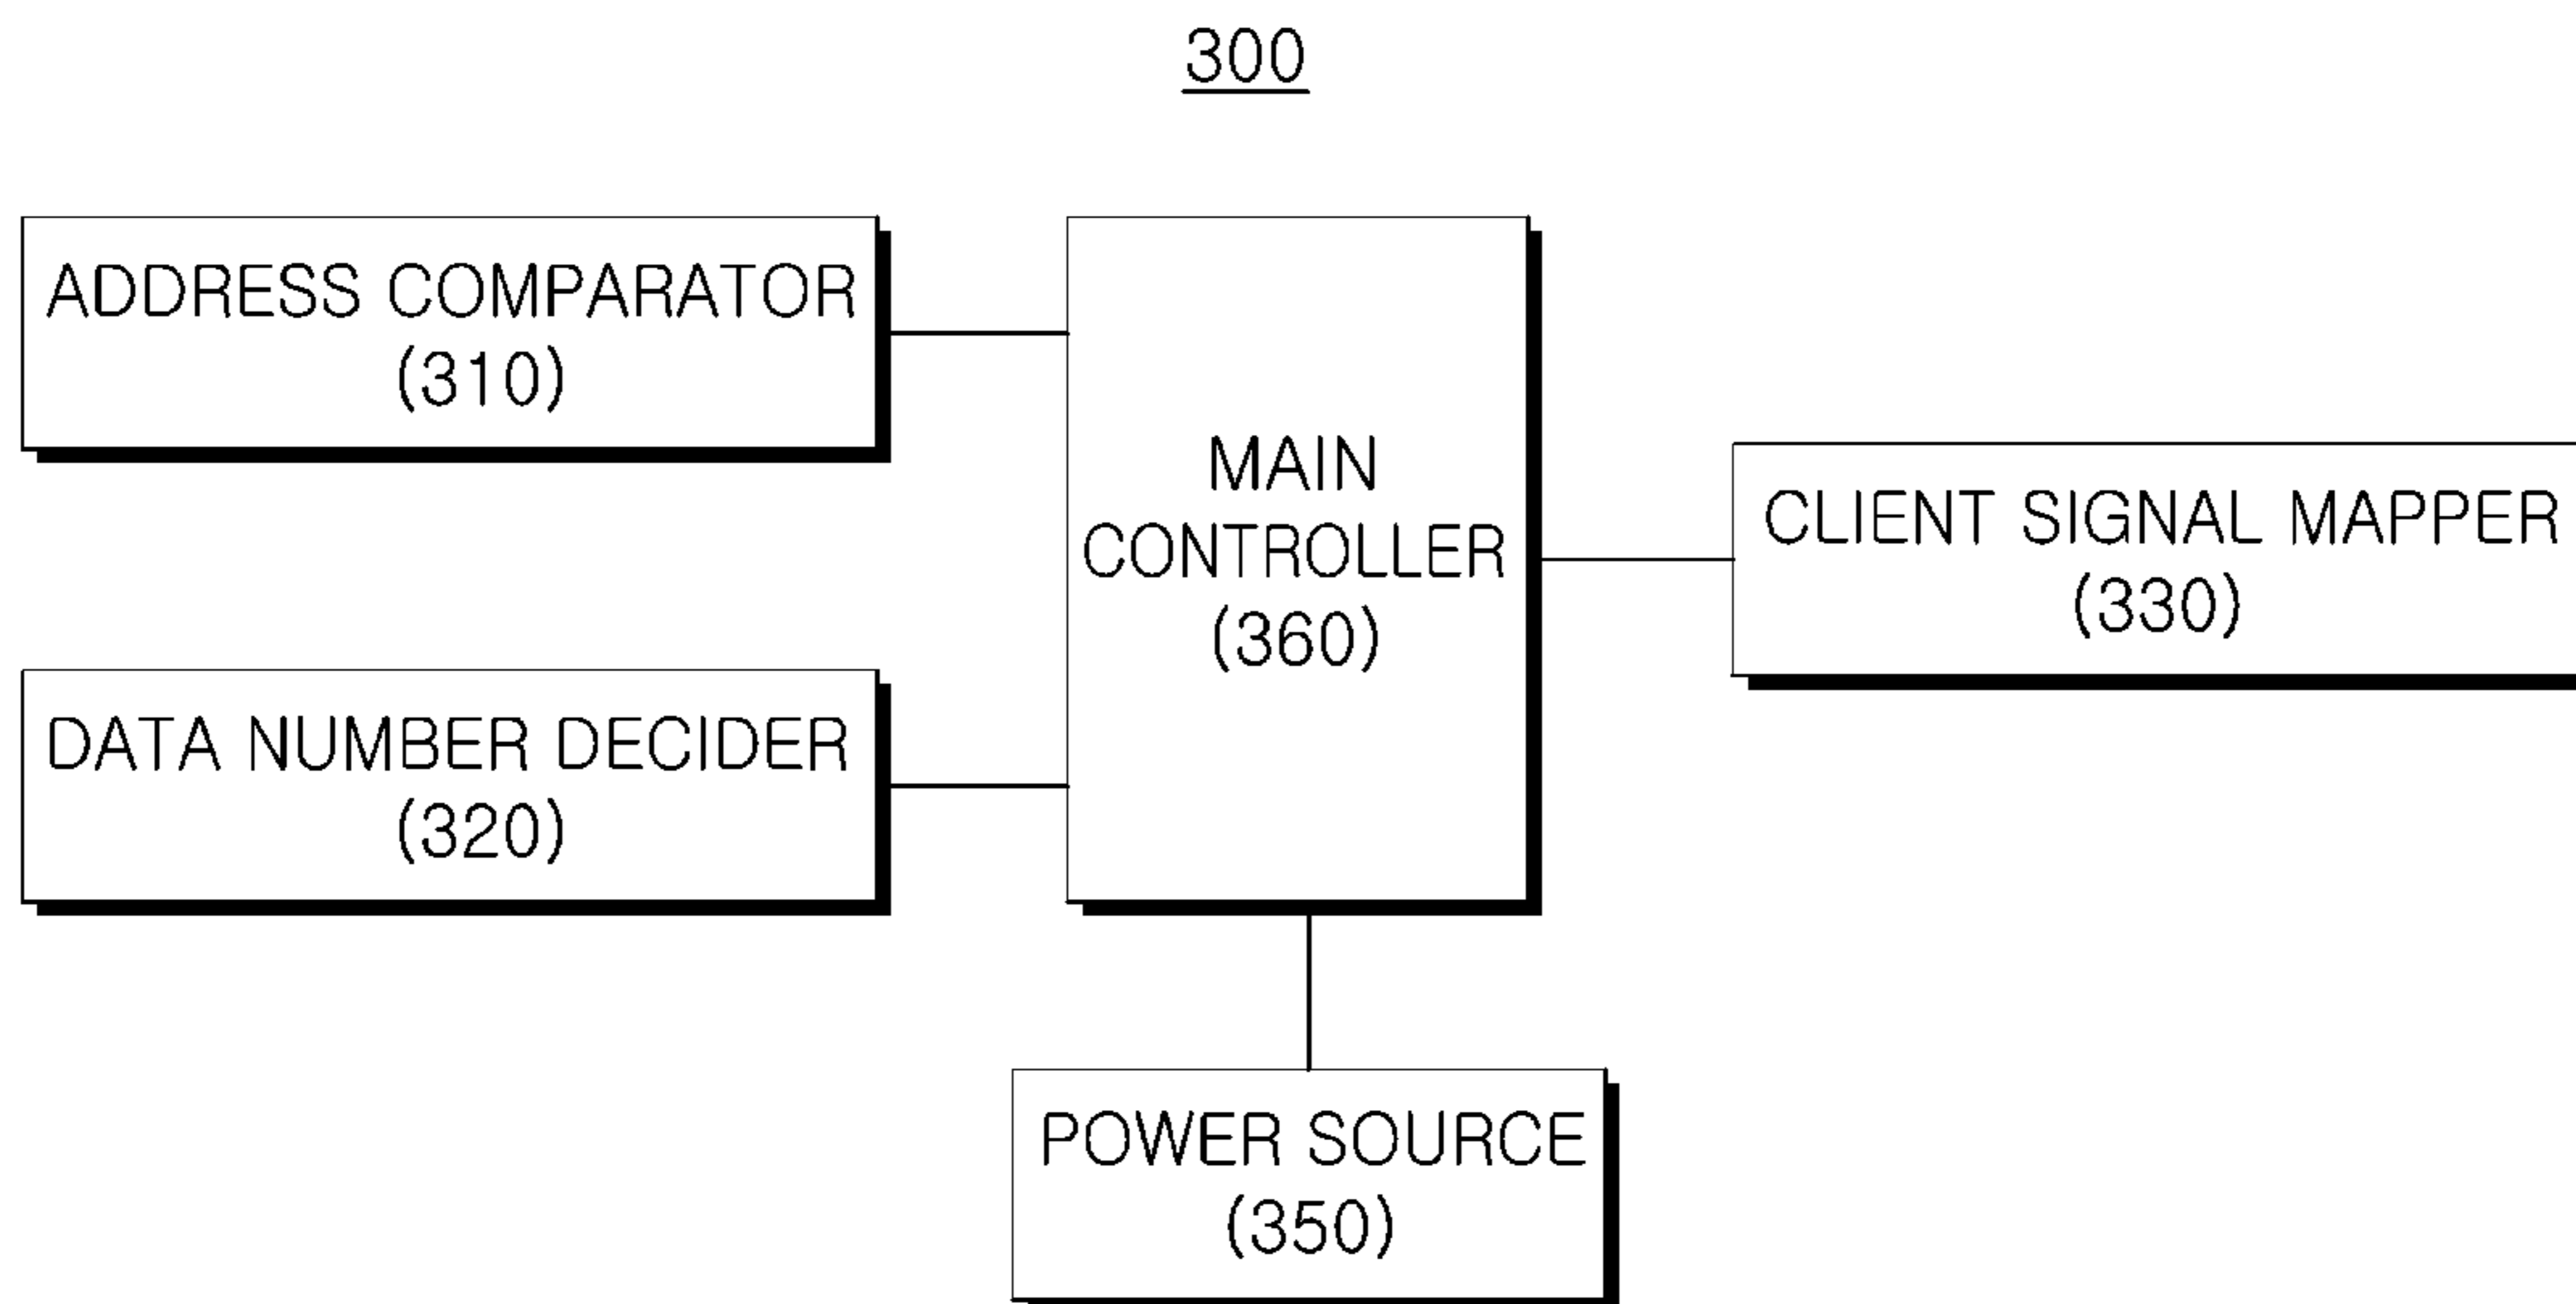 300
ADDRESS COMPARATOR
(310)
MAIN
CONTROLLER
(360)
CLIENT SIGNAL MAPPER
(330)
DATA NUMBER DECIDER
(320)
POWER SOURCE
(350)